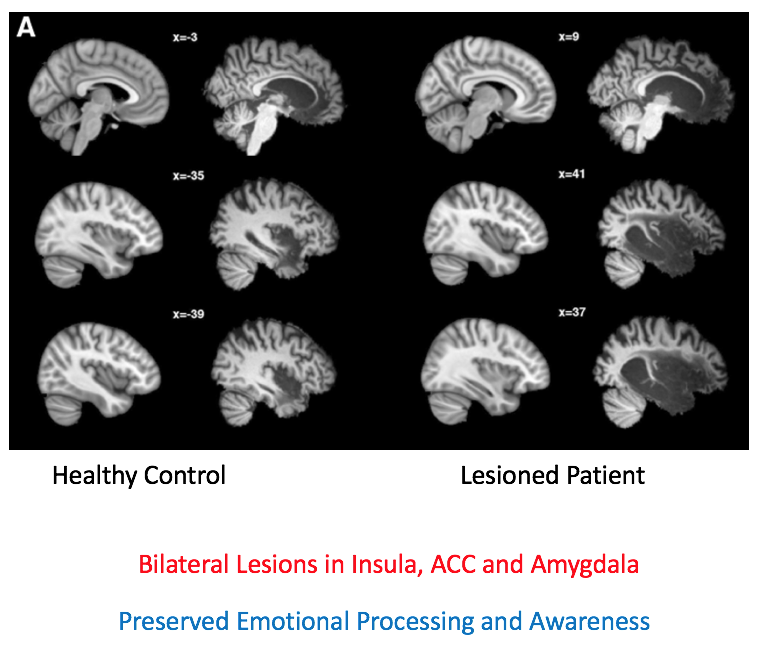 A
x=-3
x=9
x=-35
x=41
x=-39
x=37
Healthy Control
Lesioned Patient
Bilateral Lesions in Insula, ACC and Amygdala
Preserved Emotional Processing and Awareness